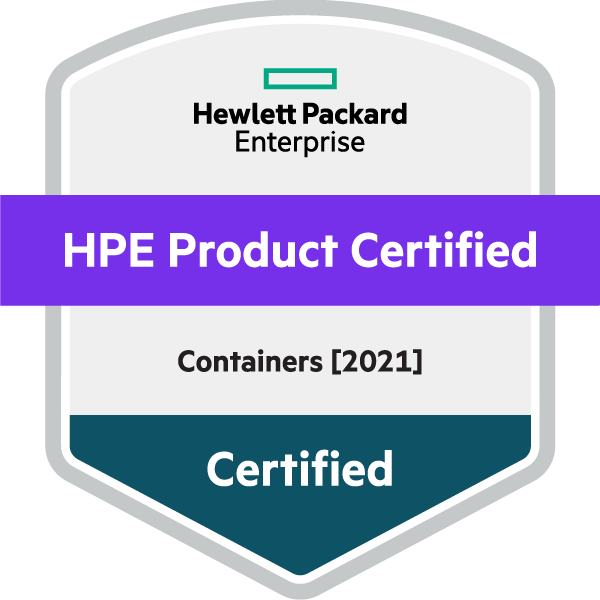 Hewlett Packard
Enterprise
HPE Product Certified
Containers [2021]
Certified